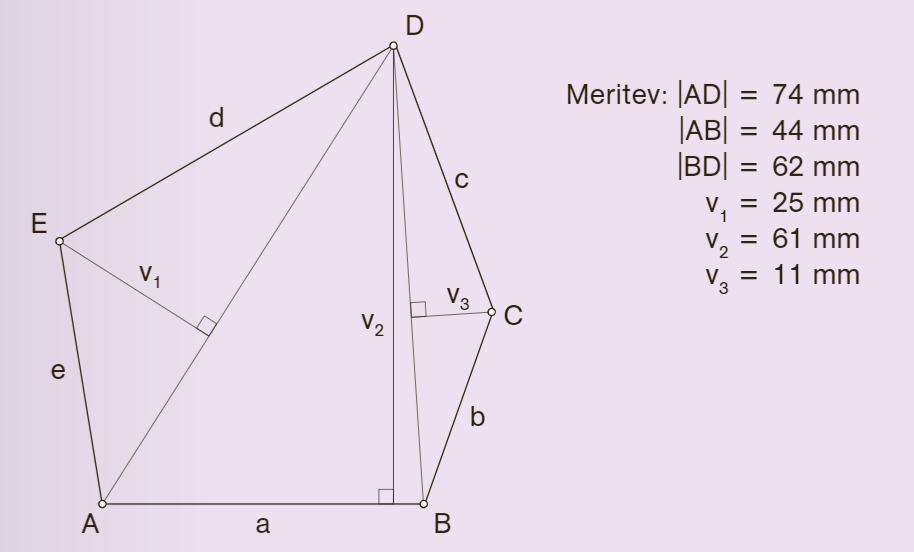 D
d
Meritev: |AD| = 74 mm
|AB| = 44 mm
|BD| = 62 mm
v₁ = 25 mm
v₂ = 61 mm
v₃ = 11 mm
c
E
v₁
v₃
C
v₂
e
b
A
a
B